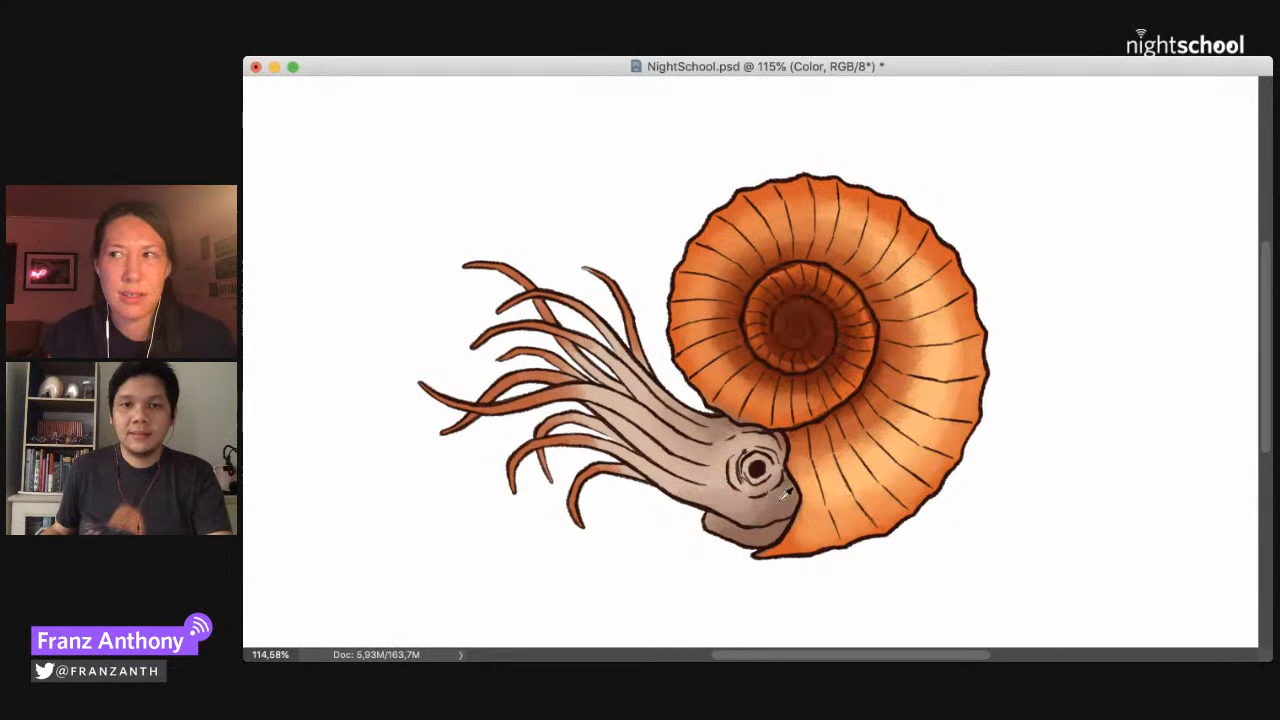 nightschool
NightSchool.psd @ 115% (Color, RGB/8*) *
114,58%
Doc: 5,93M/163,7M
Franz Anthony
@FRANZANTH